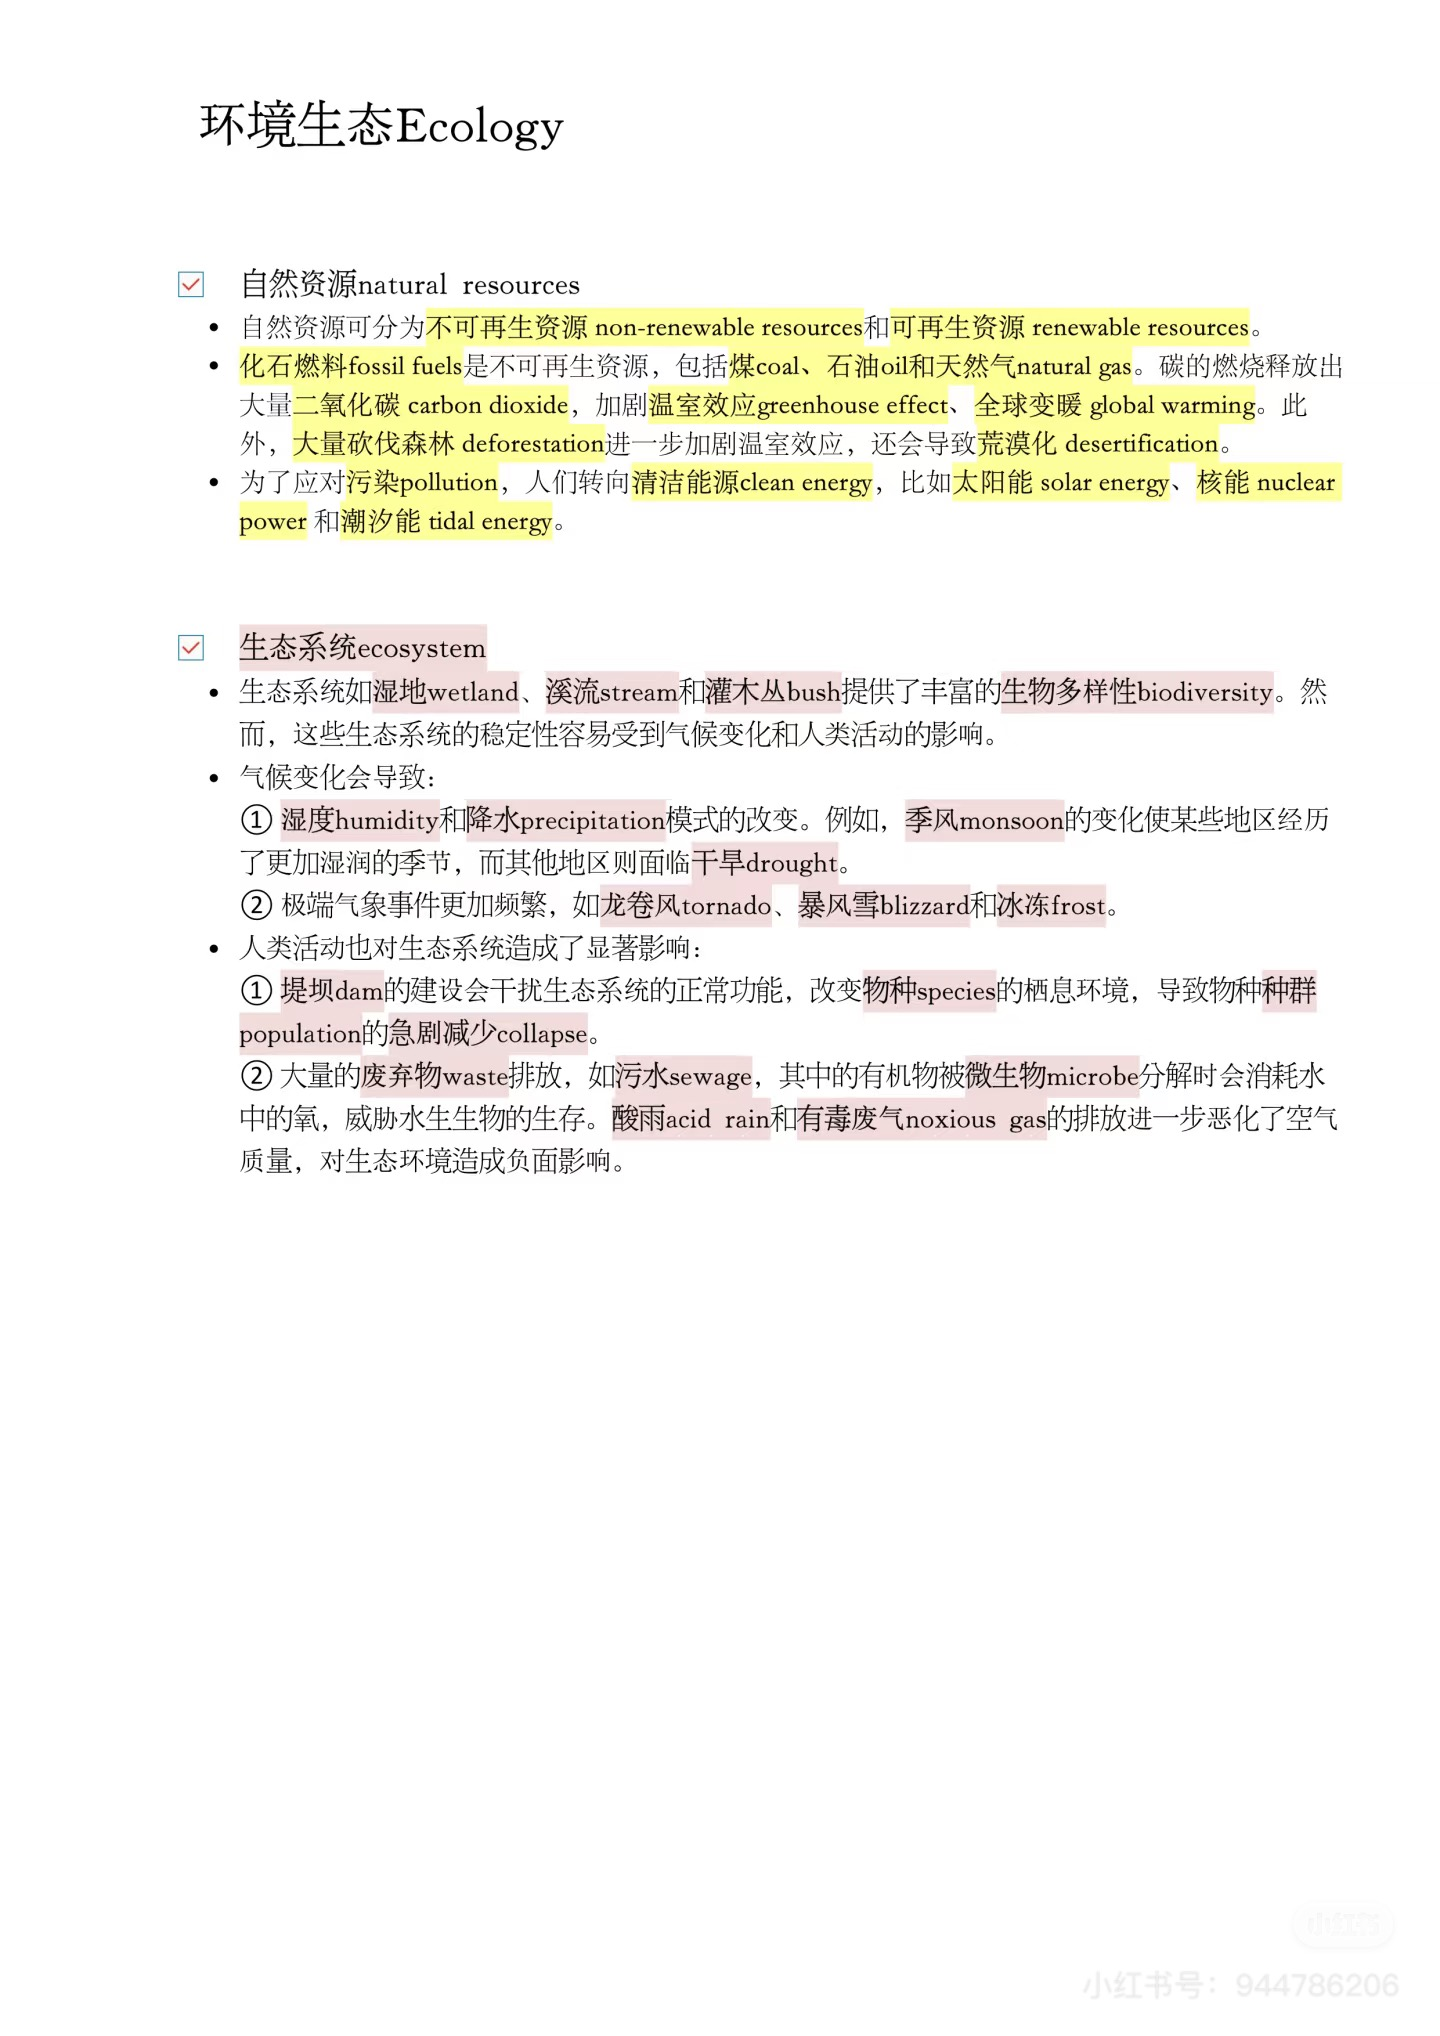 环境生态Ecology
自然资源natural resources
• 自然资源可分为不可再生资源 non-renewable resources和可再生资源 renewable resources。
• 化石燃料fossil fuels是不可再生资源，包括煤coal、石油oil和天然气natural gas。碳的燃烧释放出
大量二氧化碳 carbon dioxide，加剧温室效应greenhouse effect、全球变暖 global warming。此
外，大量砍伐森林 deforestation进一步加剧温室效应，还会导致荒漠化 desertification。
• 为了应对污染pollution，人们转向清洁能源clean energy，比如太阳能 solar energy、核能 nuclear
power 和潮汐能 tidal energy。
生态系统ecosystem
• 生态系统如湿地wetland、溪流stream和灌木丛bush提供了丰富的生物多样性biodiversity。然
而，这些生态系统的稳定性容易受到气候变化和人类活动的影响。
• 气候变化会导致：
① 湿度humidity和降水precipitation模式的改变。例如，季风monsoon的变化使某些地区经历
了更加湿润的季节，而其他地区则面临干旱drought。
② 极端气象事件更加频繁，如龙卷风tornado、暴风雪blizzard和冰冻frost。
• 人类活动也对生态系统造成了显著影响：
① 堤坝dam的建设会干扰生态系统的正常功能，改变物种species的栖息环境，导致物种种群
population的急剧减少collapse。
② 大量的废弃物waste排放，如污水sewage，其中的有机物被微生物microbe分解时会消耗水
中的氧，威胁水生生物的生存。酸雨acid rain和有毒废气noxious gas的排放进一步恶化了空气
质量，对生态环境造成负面影响。
小红书
小红书号：944786206